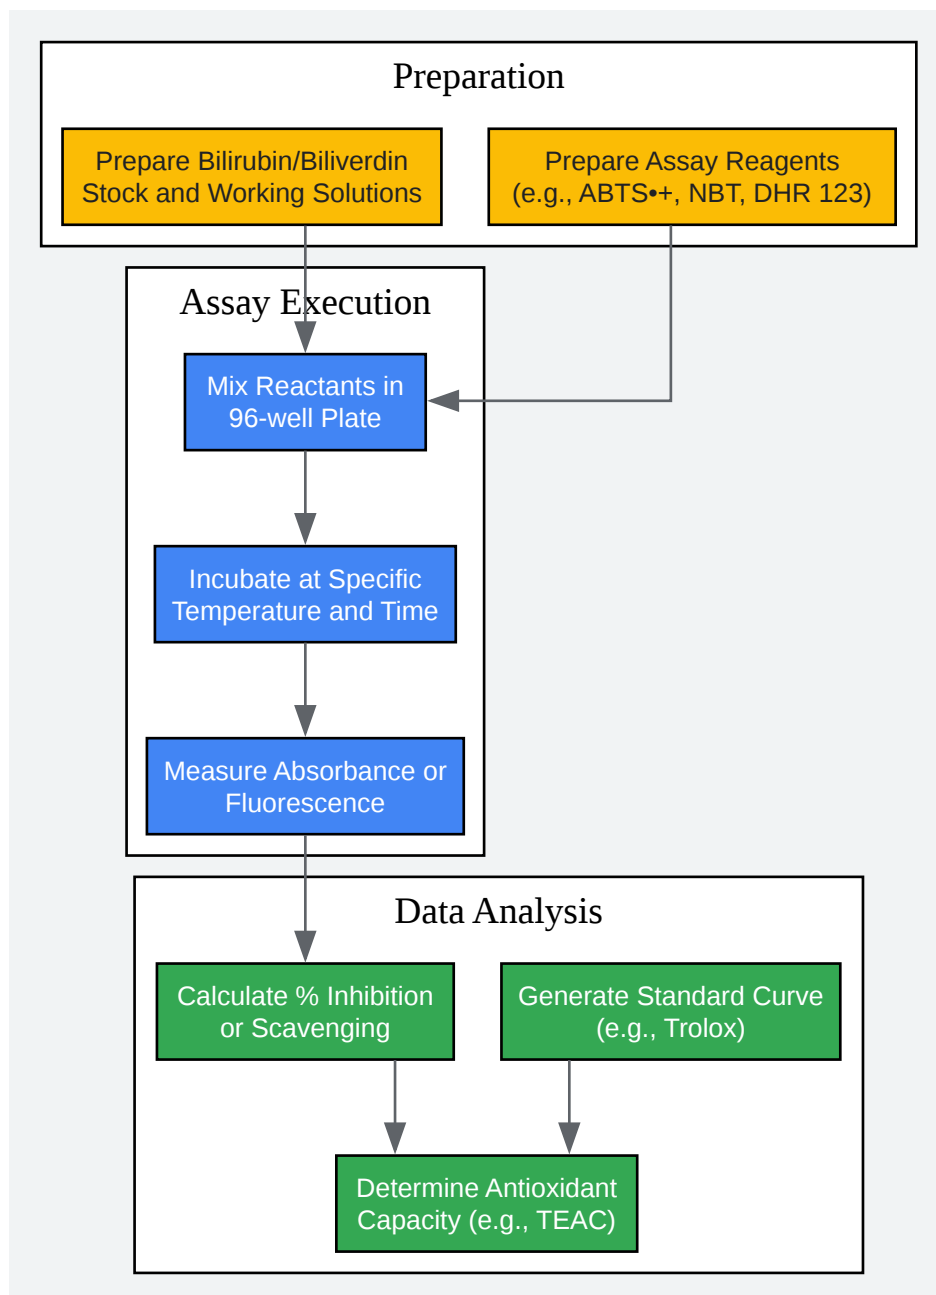 Preparation
Prepare Bilirubin/Biliverdin
Stock and Working Solutions
Prepare Assay Reagents
(e.g., ABTS•+, NBT, DHR 123)
Assay Execution
Mix Reactants in
96-well Plate
Incubate at Specific
Temperature and Time
Measure Absorbance or
Fluorescence
Data Analysis
Calculate % Inhibition
or Scavenging
Generate Standard Curve
(e.g., Trolox)
Determine Antioxidant
Capacity (e.g., TEAC)